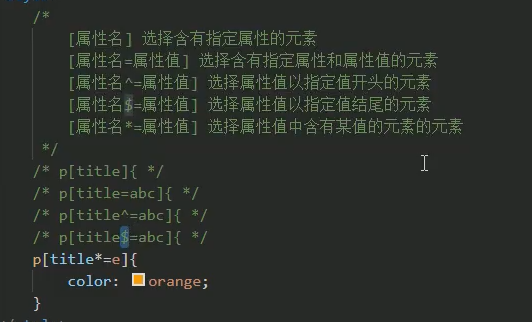 /*
[属性名] 选择含有指定属性的元素
[属性名=属性值] 选择含有指定属性和属性值的元素
[属性名^=属性值] 选择属性值以指定值开头的元素
[属性名$=属性值] 选择属性值以指定值结尾的元素
[属性名*=属性值] 选择属性值中含有某值的元素的元素
*/
/* p[title]{ */
/* p[title=abc]{ */
/* p[title^=abc]{ */
/* p[title$=abc]{ */
p[title*=e]{
color: orange;
}